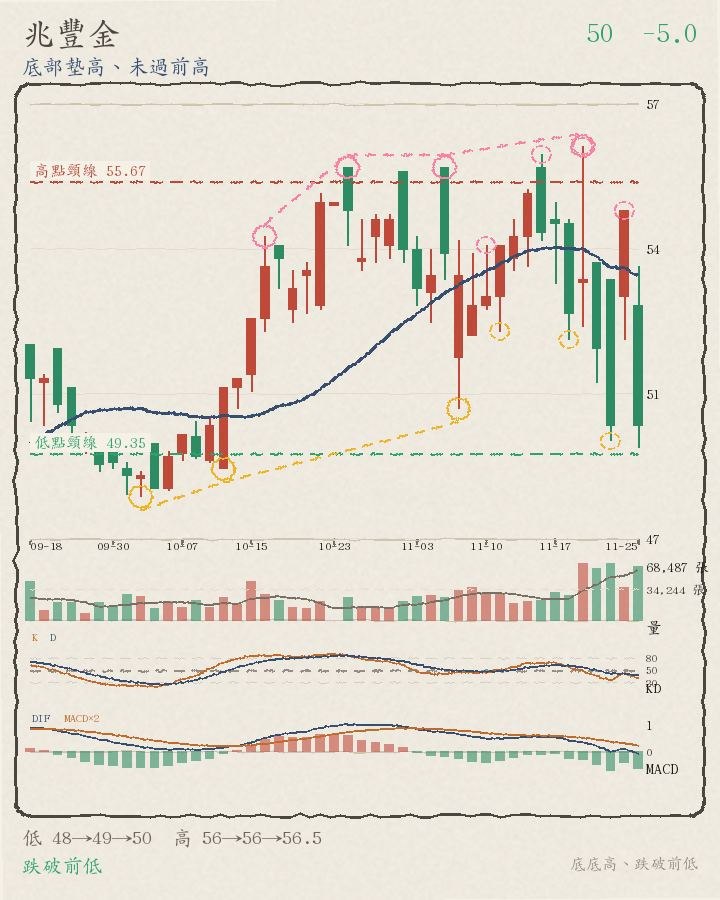 兆豐金
50 -5.0
底部墊高、未過前高
57
高點頸線 55.67
54
51
低點頸線 49.35
47
09-18 09-30 10-07 10-15 10-23 11-03 11-10 11-17 11-25
68,487 張
34,244 張
量
K D
80
50
20
KD
DIF MACD×2
1
0
MACD
低 48→49→50 高 56→56→56.5
跌破前低
底底高、跌破前低